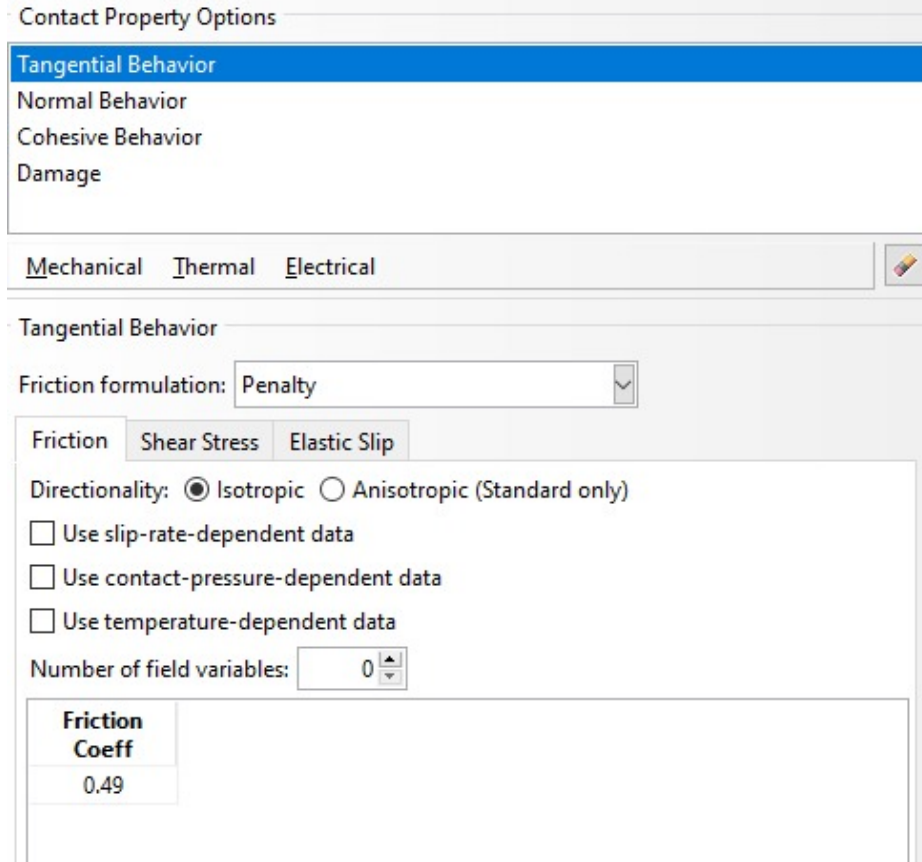 Contact Property Options
Tangential Behavior
Normal Behavior
Cohesive Behavior
Damage
Mechanical Thermal Electrical
Tangential Behavior
Friction formulation: Penalty
Friction Shear Stress Elastic Slip
Directionality: Isotropic Anisotropic (Standard only)
Use slip-rate-dependent data
Use contact-pressure-dependent data
Use temperature-dependent data
Number of field variables: 0
Friction
Coeff
0.49